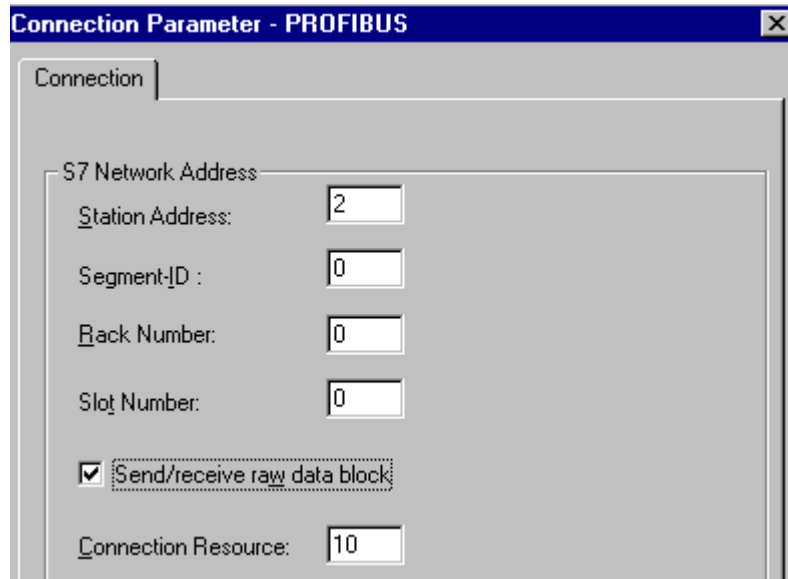 Connection Parameter - PROFIBUS
Connection
S7 Network Address
Station Address: 2
Segment-ID : 0
Rack Number: 0
Slot Number: 0
Send/receive raw data block
Connection Resource: 10